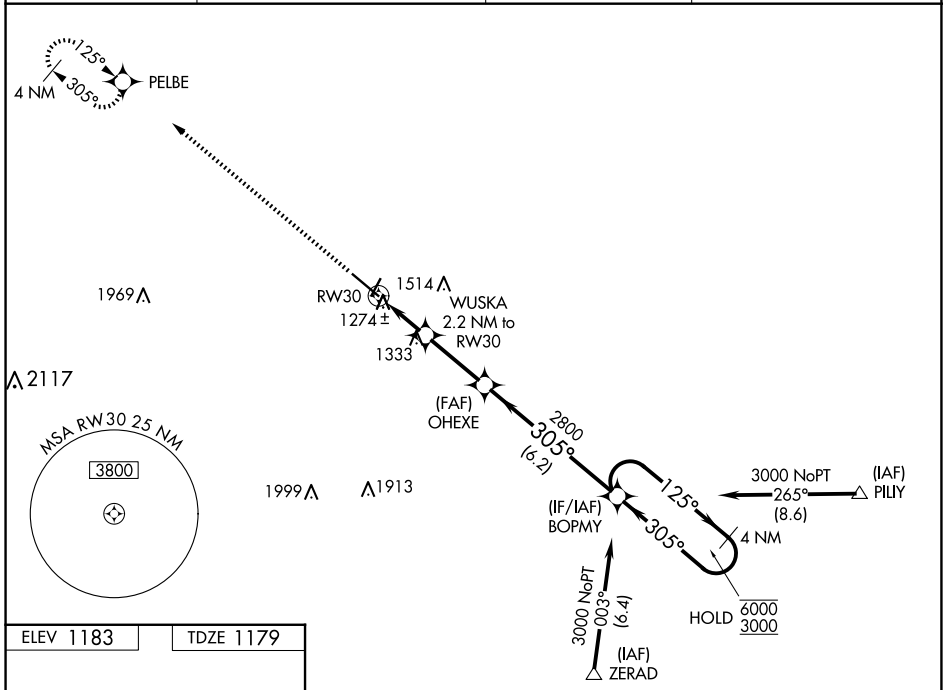 125°
305°
4 NM
PELBE
1969
RW30
1514
1274 ±
WUSKA
2.2 NM to
RW30
1333
2117
(FAF)
OHEXE
MSA RW30 25 NM
3800
2800
305°
(6.2)
1999
1913
(IF/IAF)
BOPMY
125°
305°
4 NM
3000 NoPT
265°
(8.6)
(IAF)
PILIY
HOLD
6000
3000
3000 NoPT
003°
(6.4)
(IAF)
ZERAD
ELEV 1183
TDZE 1179